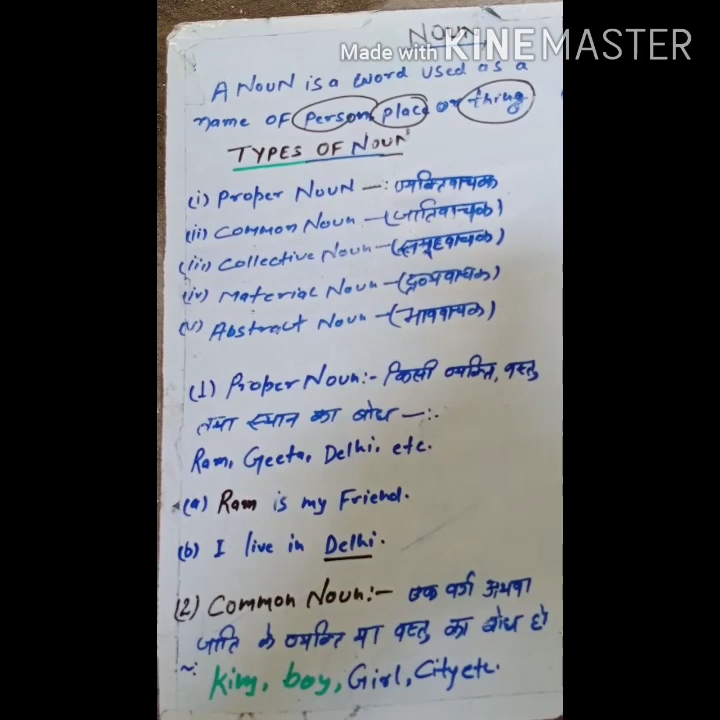 NOUN
Made with KINEMASTER
A NOUN is a word used as a
name of person, place or thing
TYPES OF NOUN
(i) Proper NOUN -: व्यक्तिवाचक
(ii) Common Noun - (जातिवाचक)
(iii) Collective Noun - (समूहवाचक)
(iv) Material Noun - (द्रव्यवाचक)
(v) Abstract Noun - (भाववाचक)
(1) Proper Noun:- किसी व्यक्ति, वस्तु
तथा स्थान का बोध -:-
Ram, Geeta, Delhi, etc.
(a) Ram is my Friend.
(b) I live in Delhi.
(2) Common Noun:- एक वर्ग अथवा
जाति के व्यक्ति या वस्तु का बोध हो
~: King, boy, Girl, City etc.